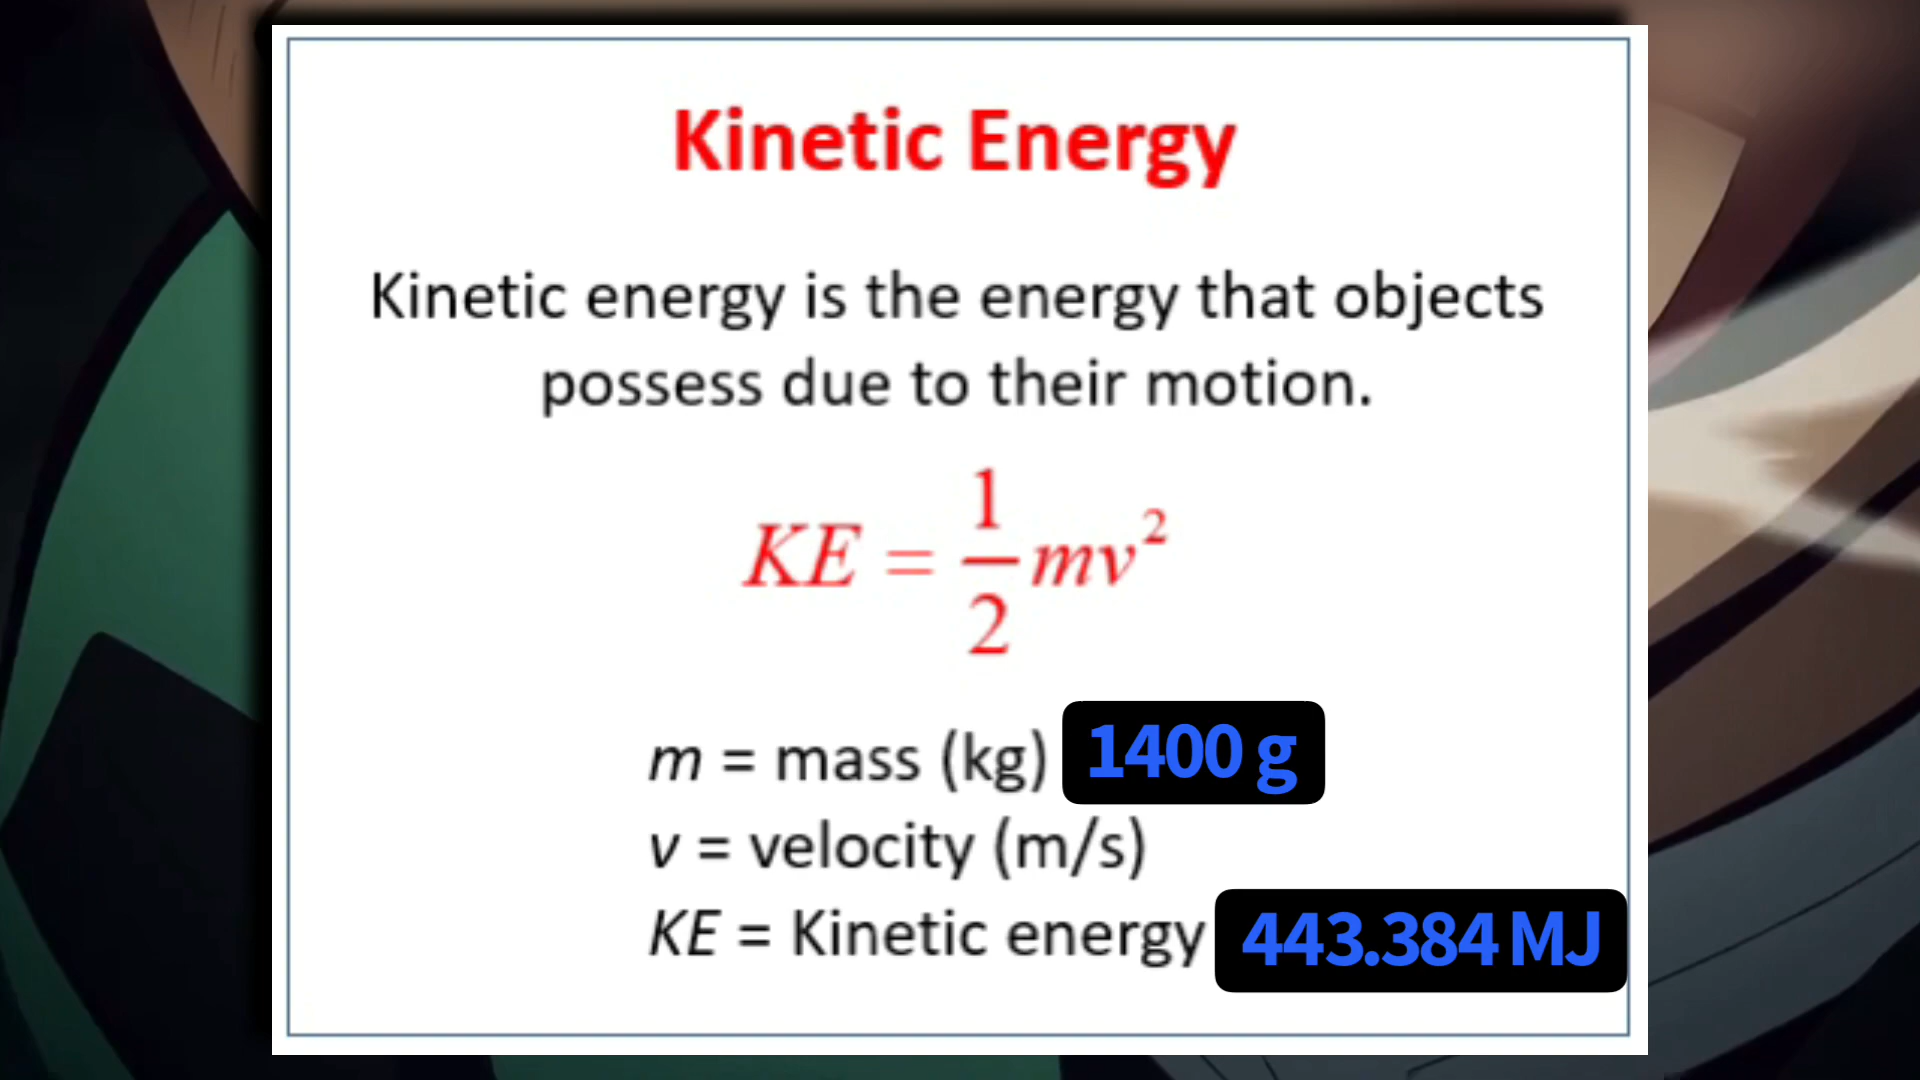 Kinetic Energy
Kinetic energy is the energy that objects
possess due to their motion.
KE = 1/2 mv²
m = mass (kg) 1400 g
v = velocity (m/s)
KE = Kinetic energy 443.384 MJ